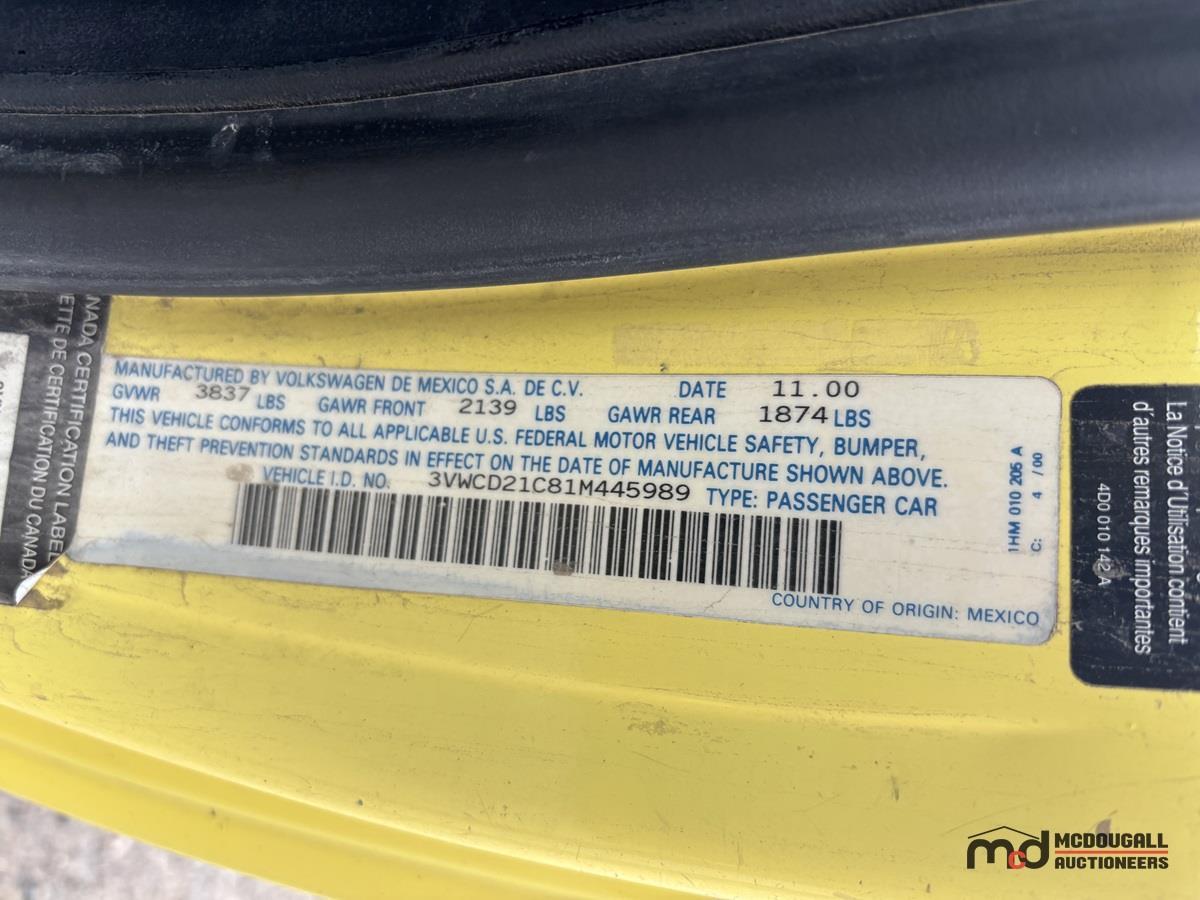 NADA CERTIFICATION LABEL
ETTE DE CERTIFICATION DU CANADA
MANUFACTURED BY VOLKSWAGEN DE MEXICO S.A. DE C.V. DATE 11.00
GVWR 3837 LBS GAWR FRONT 2139 LBS GAWR REAR 1874 LBS
THIS VEHICLE CONFORMS TO ALL APPLICABLE U.S. FEDERAL MOTOR VEHICLE SAFETY, BUMPER,
AND THEFT PREVENTION STANDARDS IN EFFECT ON THE DATE OF MANUFACTURE SHOWN ABOVE.
VEHICLE I.D. NO. 3VWCD21C81M445989 TYPE: PASSENGER CAR
COUNTRY OF ORIGIN: MEXICO
1HM 010 205 A
C: 4 /00
La Notice d'Utilisation contient
d'autres remarques importantes
4D0 010 142 A
mcd MCDOUGALL
AUCTIONEERS